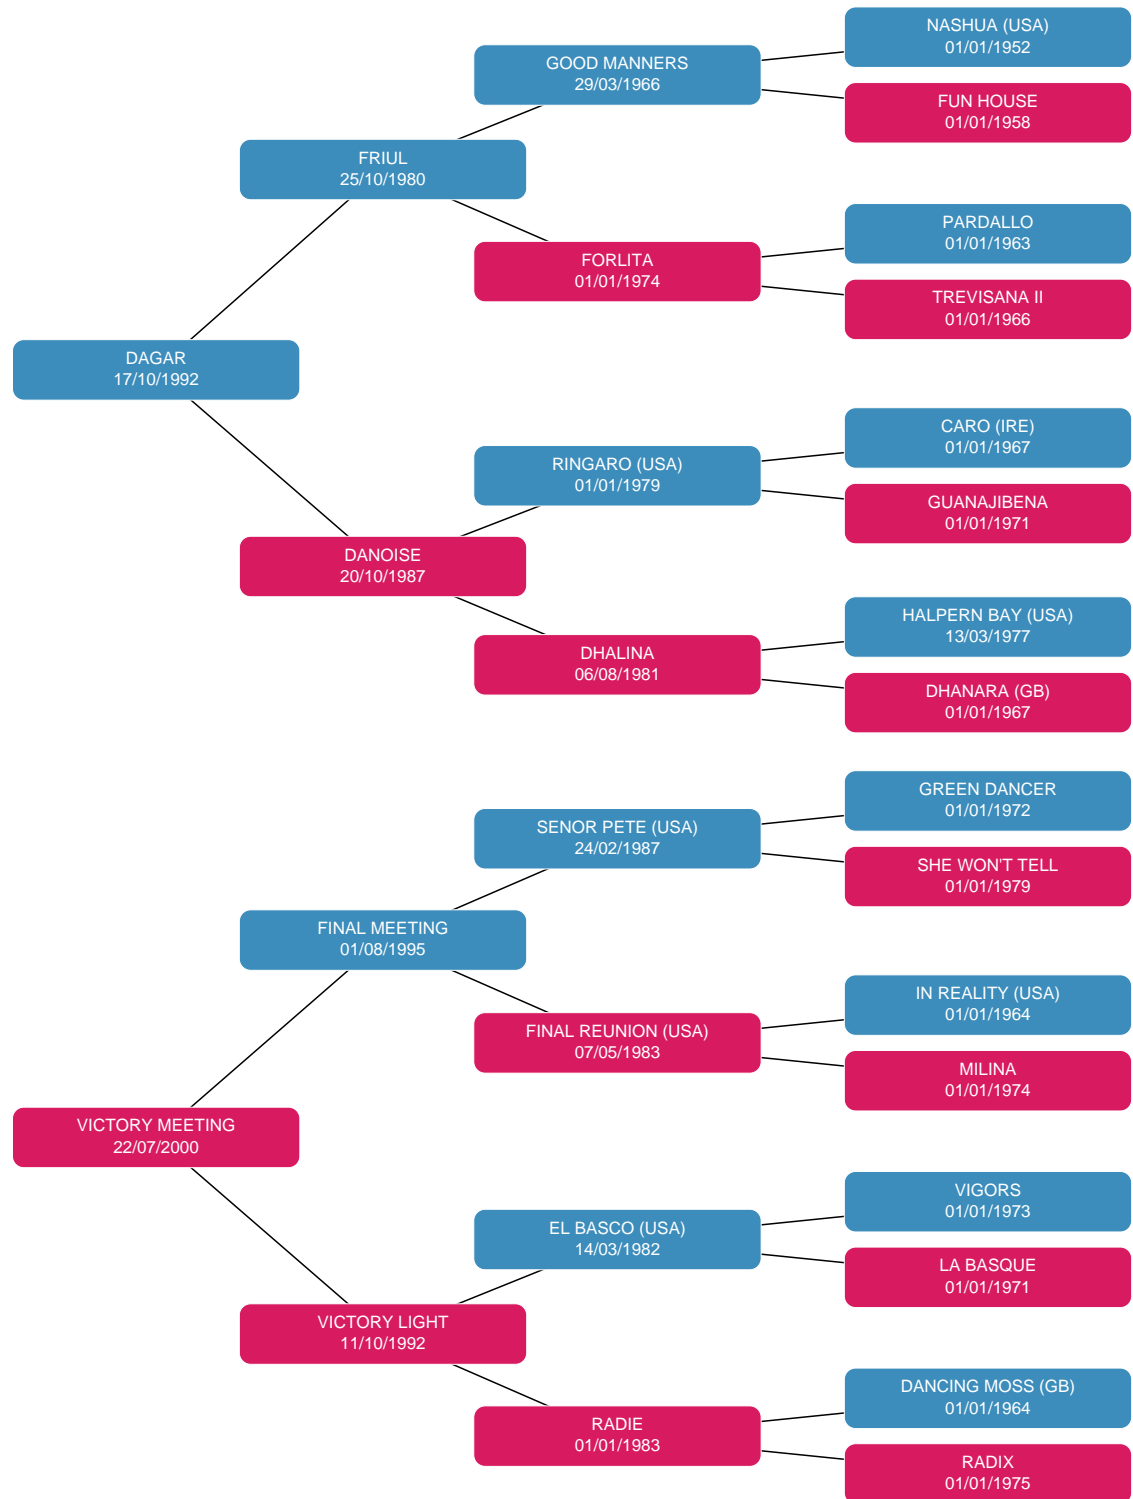 NASHUA (USA)
01/01/1952
GOOD MANNERS
29/03/1966
FUN HOUSE
01/01/1958
FRIUL
25/10/1980
PARDALLO
01/01/1963
FORLITA
01/01/1974
TREVISANA II
01/01/1966
DAGAR
17/10/1992
CARO (IRE)
01/01/1967
RINGARO (USA)
01/01/1979
GUANAJIBENA
01/01/1971
DANOISE
20/10/1987
HALPERN BAY (USA)
13/03/1977
DHALINA
06/08/1981
DHANARA (GB)
01/01/1967
GREEN DANCER
01/01/1972
SENOR PETE (USA)
24/02/1987
SHE WON'T TELL
01/01/1979
FINAL MEETING
01/08/1995
IN REALITY (USA)
01/01/1964
FINAL REUNION (USA)
07/05/1983
MILINA
01/01/1974
VICTORY MEETING
22/07/2000
VIGORS
01/01/1973
EL BASCO (USA)
14/03/1982
LA BASQUE
01/01/1971
VICTORY LIGHT
11/10/1992
DANCING MOSS (GB)
01/01/1964
RADIE
01/01/1983
RADIX
01/01/1975